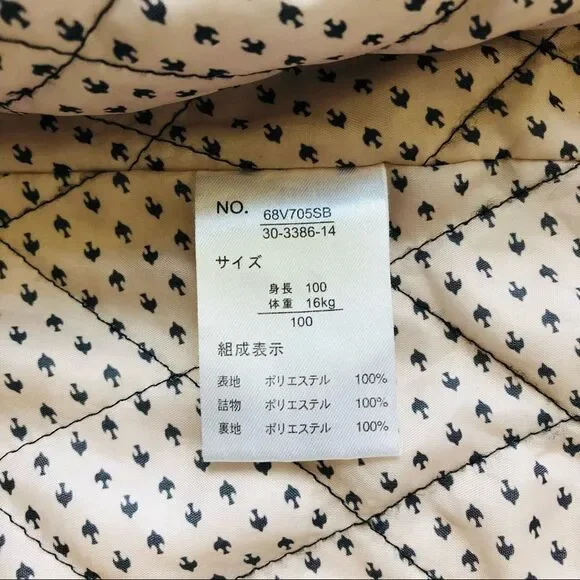 NO. 68V705SB
30-3386-14
サイズ
身長 100
体重 16kg
100
組成表示
表地 ポリエステル 100%
詰物 ポリエステル 100%
裏地 ポリエステル 100%